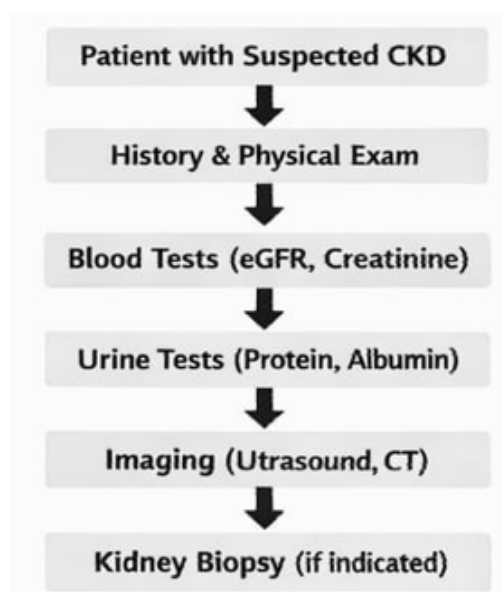 Patient with Suspected CKD
History & Physical Exam
Blood Tests (eGFR, Creatinine)
Urine Tests (Protein, Albumin)
Imaging (Utrasound, CT)
Kidney Biopsy (if indicated)